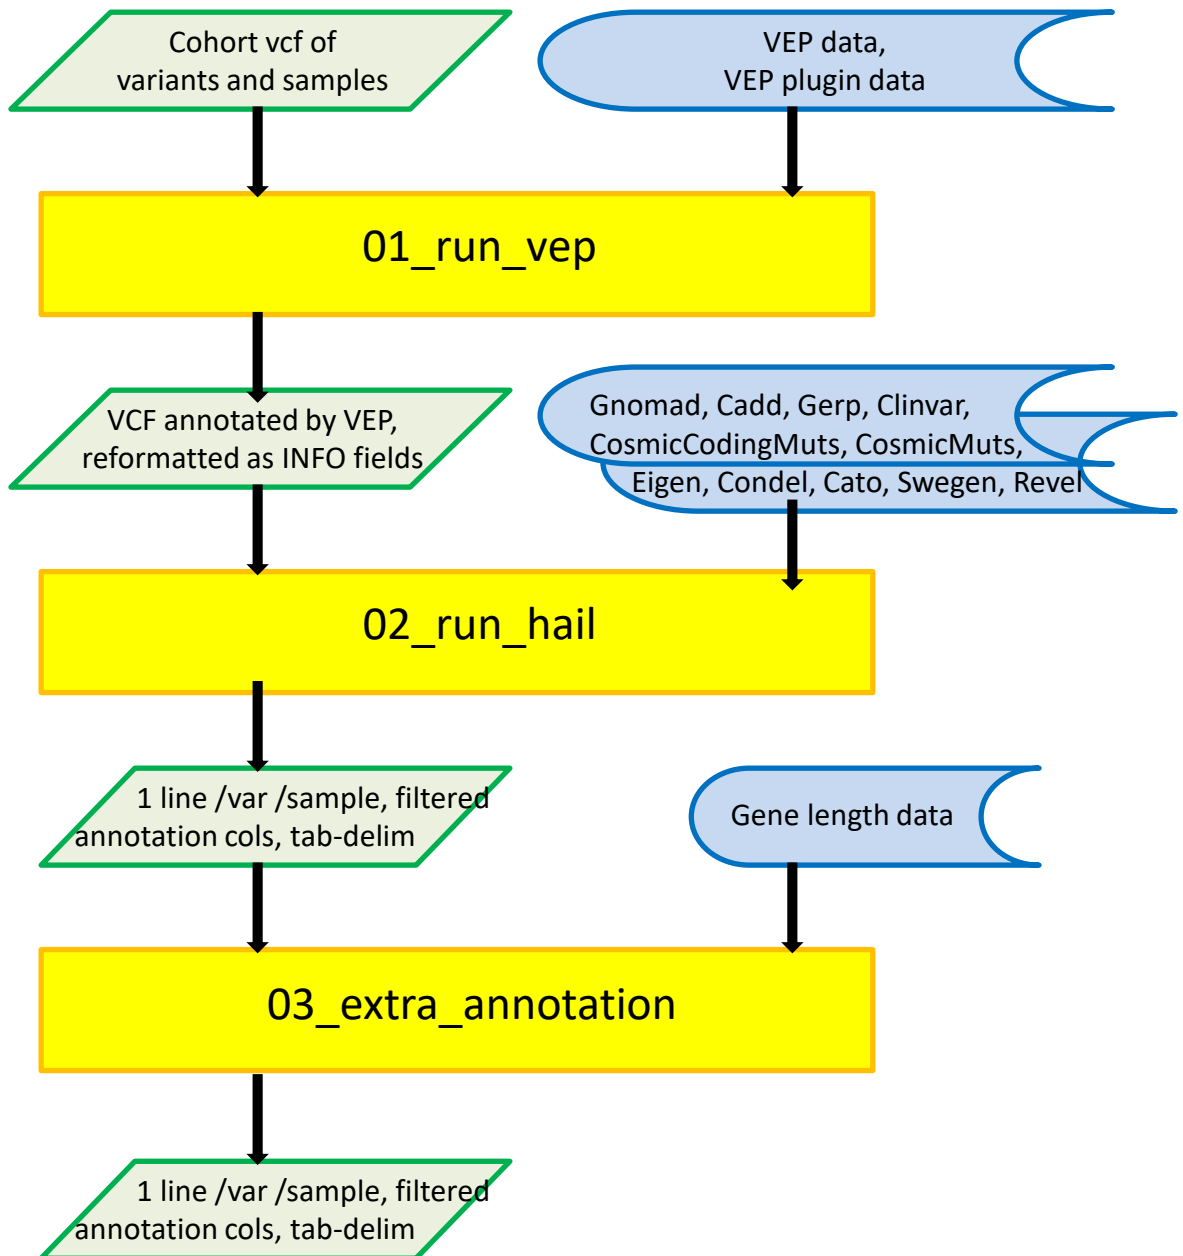 Cohort vcf of
variants and samples
VEP data,
VEP plugin data
01_run_vep
VCF annotated by VEP,
reformatted as INFO fields
Gnomad, Cadd, Gerp, Clinvar,
CosmicCodingMuts, CosmicMuts,
Eigen, Condel, Cato, Swegen, Revel
02_run_hail
1 line /var /sample, filtered
annotation cols, tab-delim
Gene length data
03_extra_annotation
1 line /var /sample, filtered
annotation cols, tab-delim